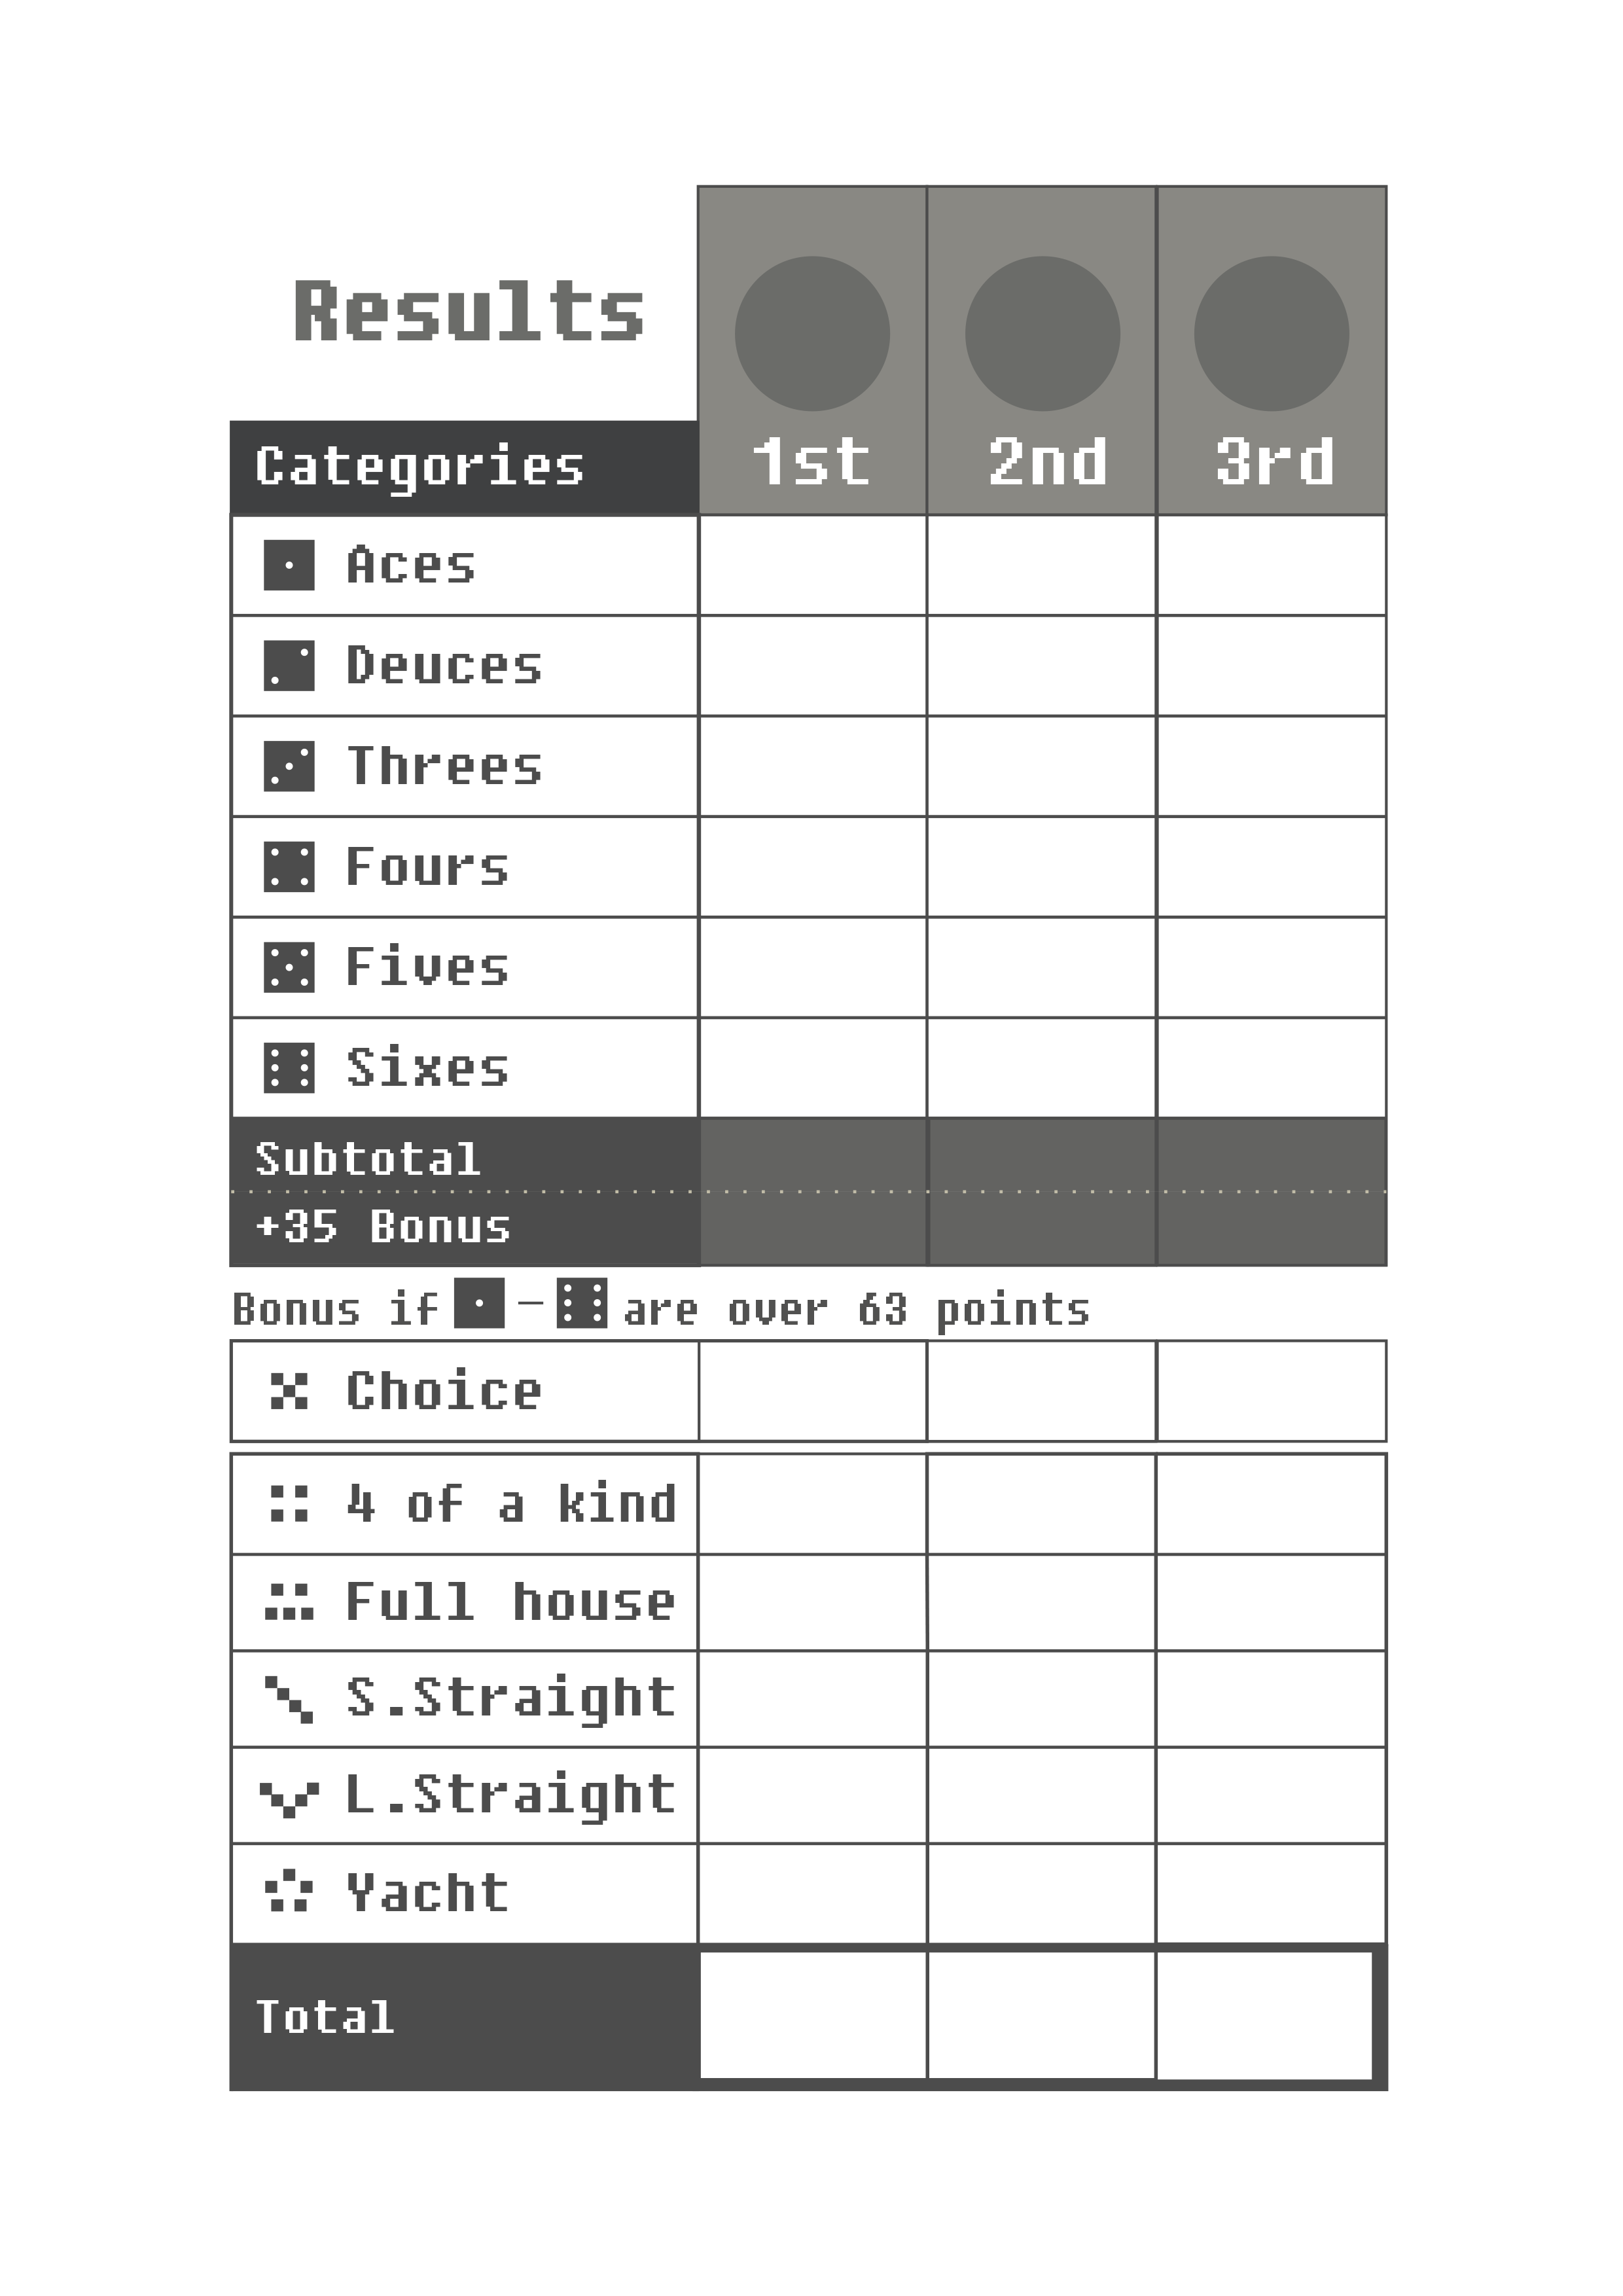 Results
Categories 1st 2nd 3rd
Aces
Deuces
Threes
Fours
Fives
Sixes
Subtotal
+35 Bonus
Bonus if – are over 63 points
Choice
4 of a kind
Full house
S.Straight
L.Straight
Yacht
Total